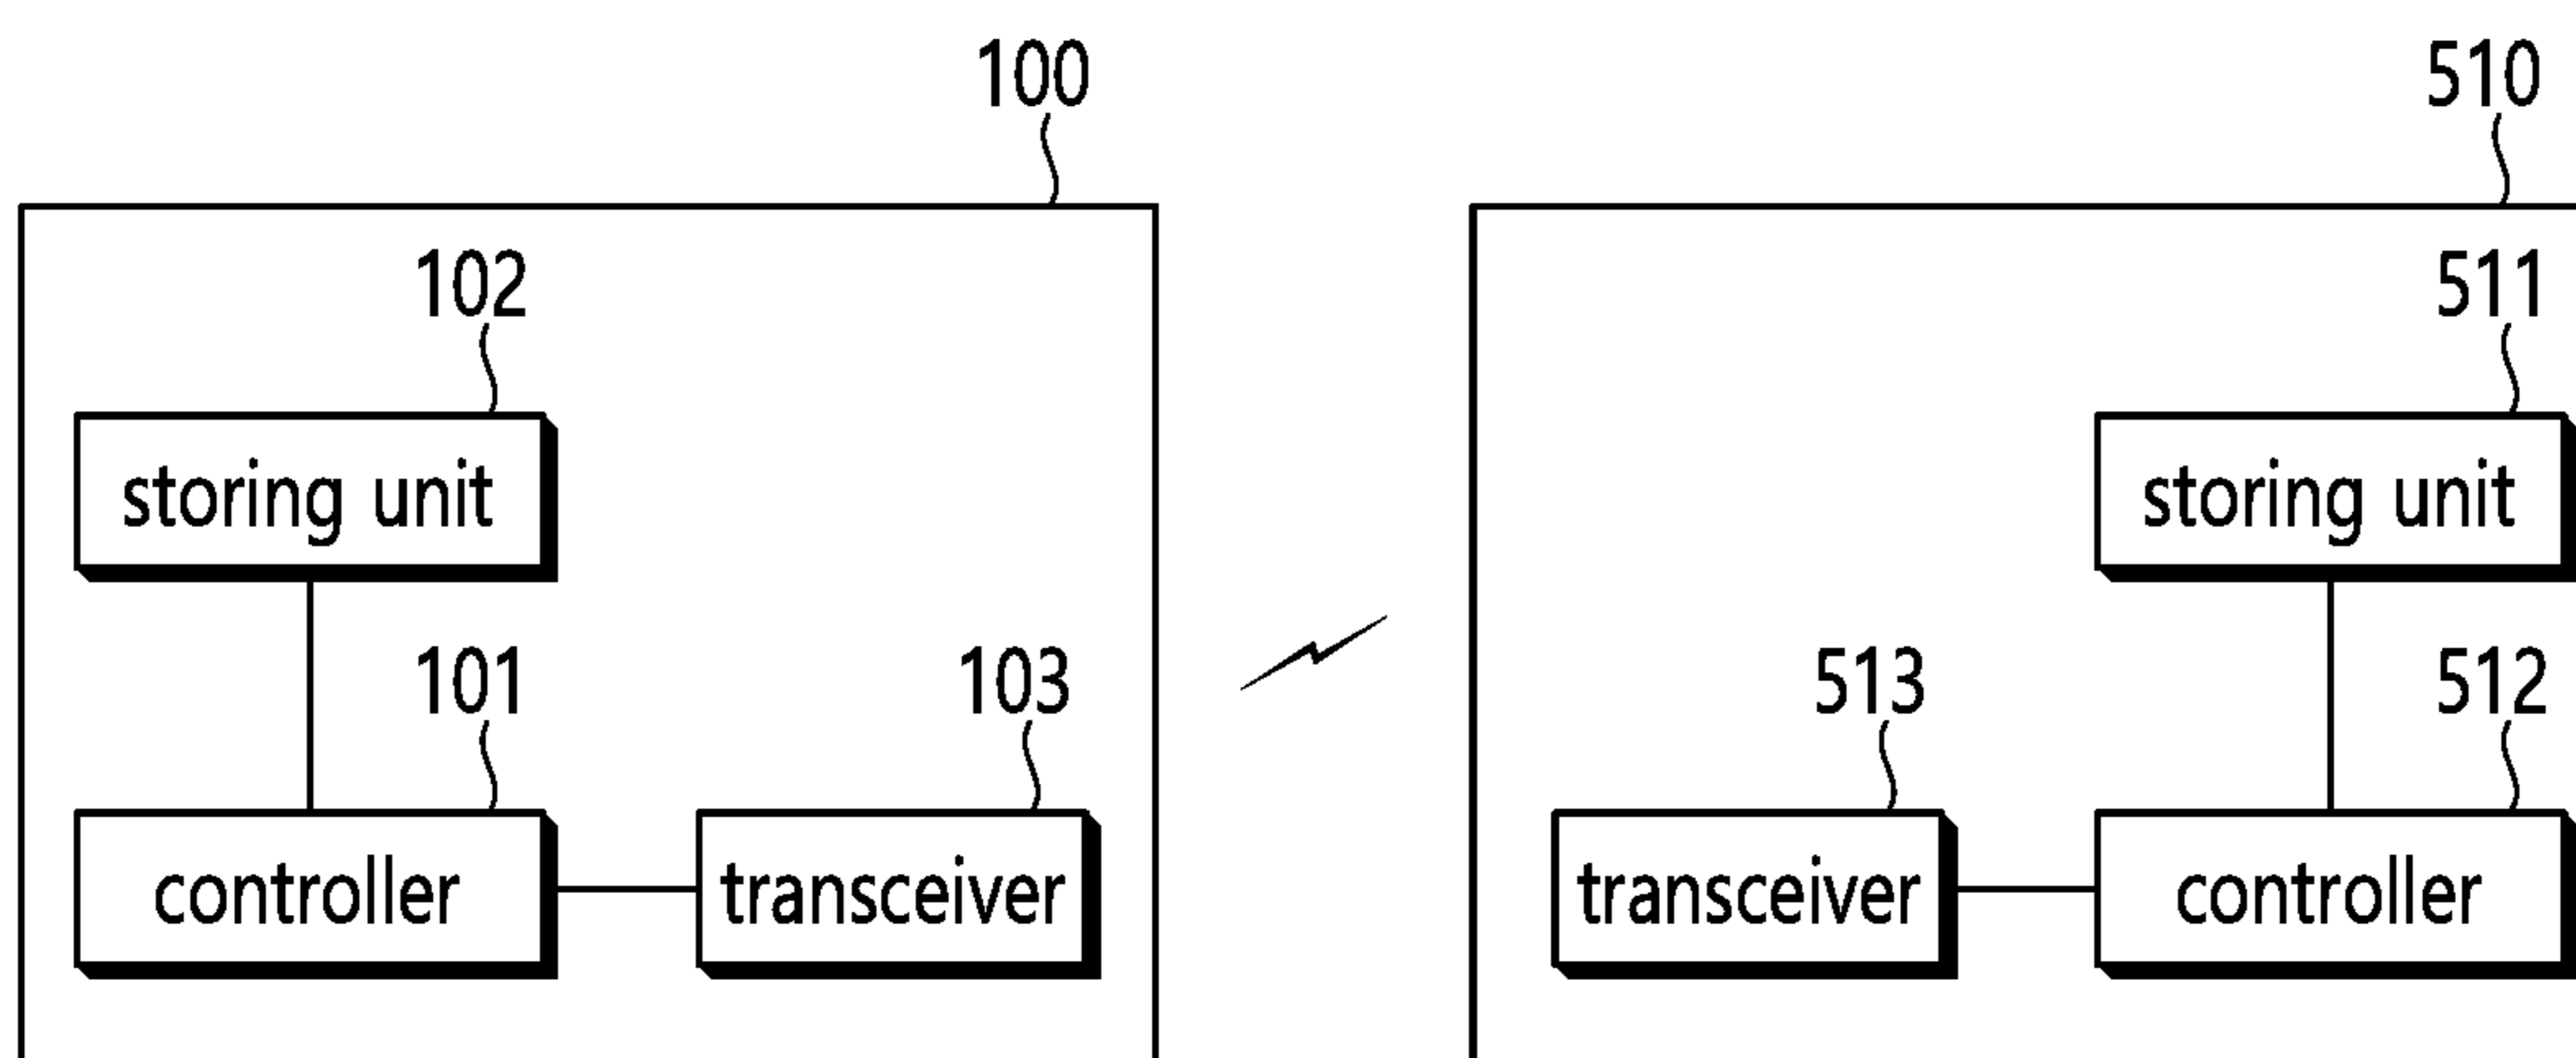 100
510
102
511
storing unit
storing unit
101
103
513
512
controller
transceiver
transceiver
controller